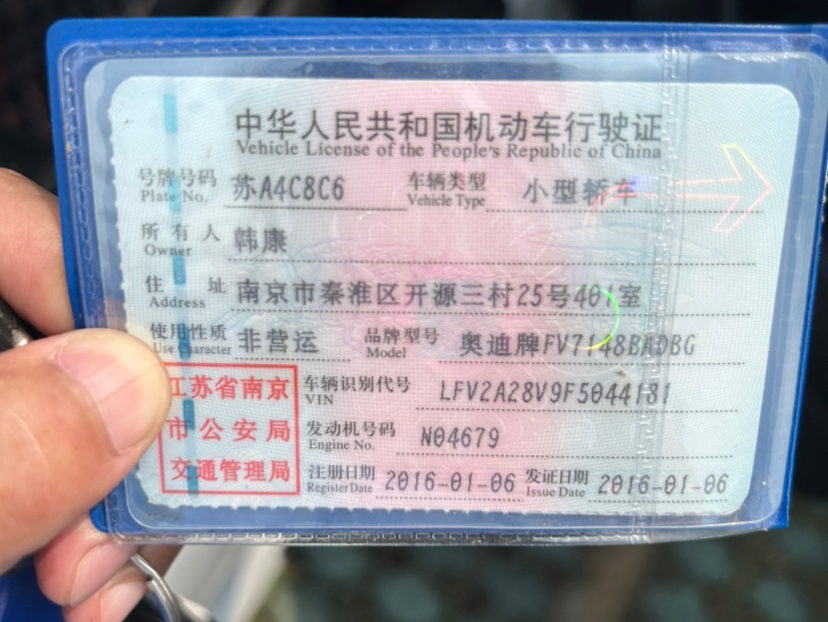 中华人民共和国机动车行驶证
Vehicle License of the People's Republic of China
号牌号码 苏A4C8C6 车辆类型 小型轿车
Plate No. Vehicle Type
所有人 韩康
Owner
住址 南京市秦淮区开源三村25号401室
Address
使用性质 非营运 品牌型号 奥迪牌FV7148BADBG
Use Character Model
江苏省南京
市公安局
交通管理局
车辆识别代号 LFV2A28V9F5044181
VIN
发动机号码 N04679
Engine No.
注册日期 2016-01-06 发证日期 2016-01-06
Register Date Issue Date